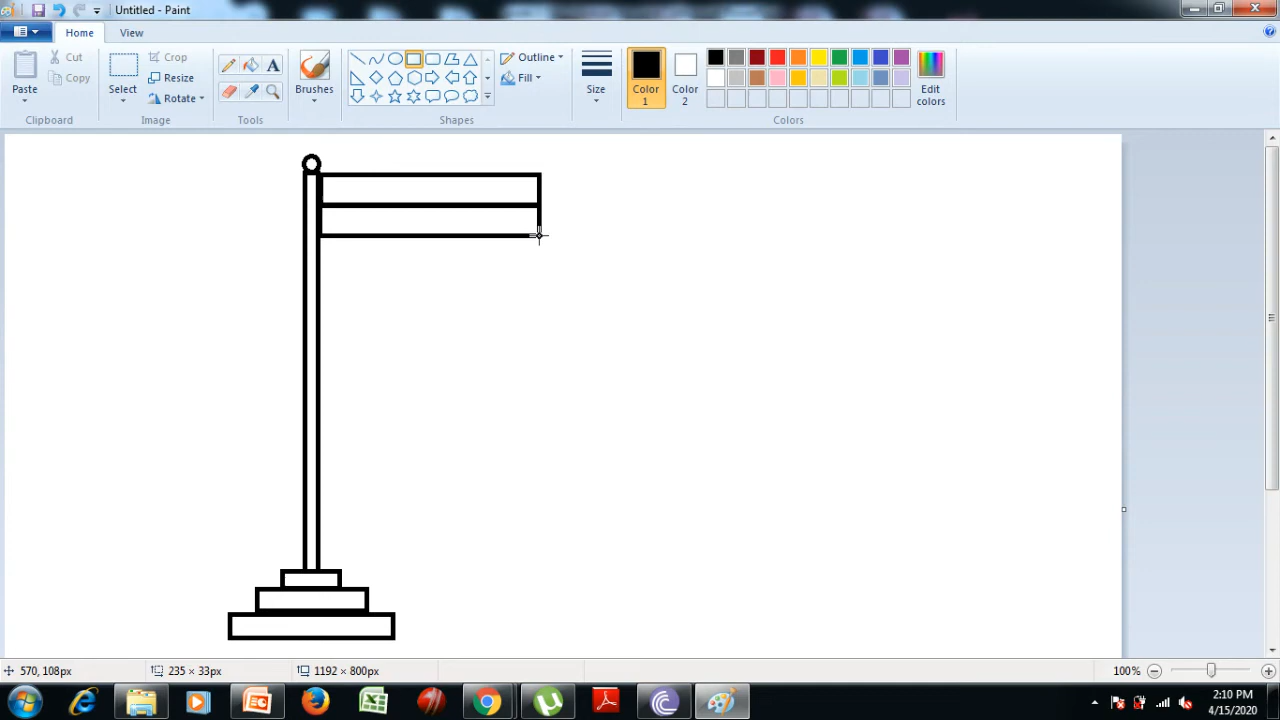 Untitled - Paint
Home View
Paste
Cut
Copy
Clipboard
Select
Crop
Resize
Rotate
Image
A
Tools
Brushes
Outline
Fill
Shapes
Size
Color 1
Color 2
Edit colors
Colors
570, 108px
235 × 33px
1192 × 800px
100%
2:10 PM
4/15/2020